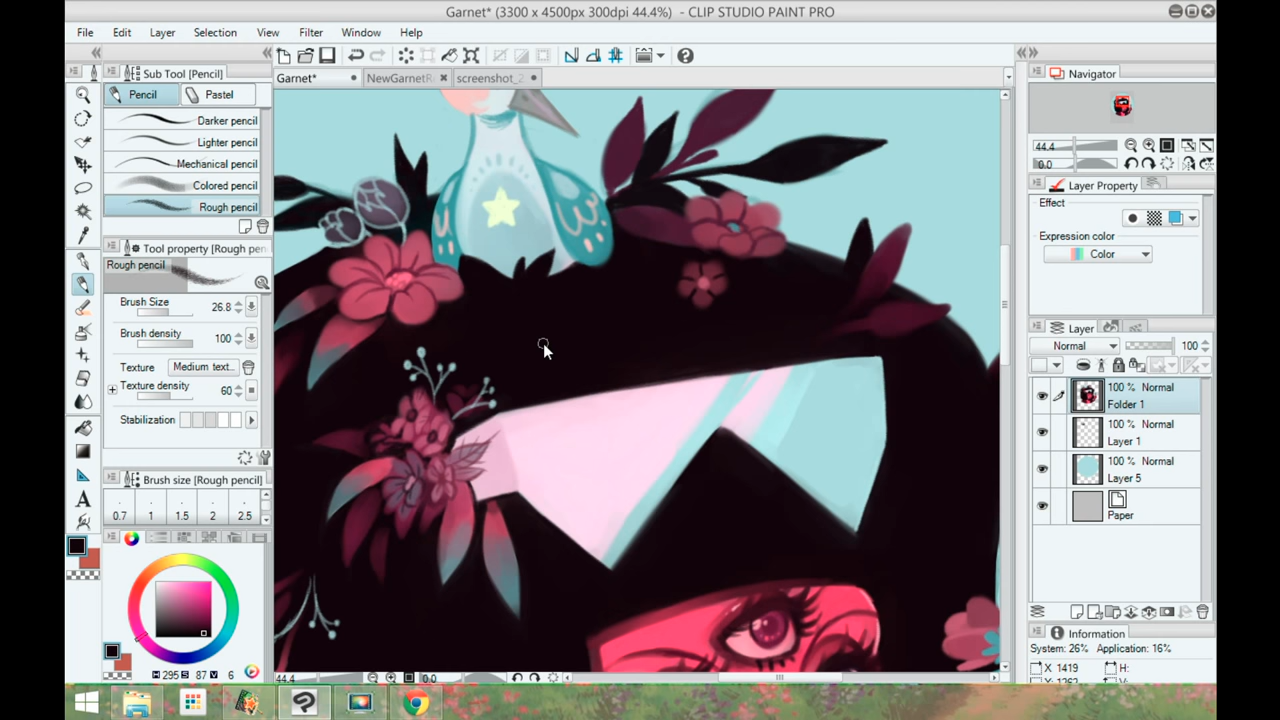 Garnet* (3300 x 4500px 300dpi 44.4%) - CLIP STUDIO PAINT PRO
File Edit Layer Selection View Filter Window Help
Sub Tool [Pencil]
Pencil Pastel
Darker pencil
Lighter pencil
Mechanical pencil
Colored pencil
Rough pencil
Tool property [Rough pen
Rough pencil
Brush Size 26.8
Brush density 100
Texture Medium text..
Texture density 60
Stabilization
Brush size [Rough pencil]
0.7 1 1.5 2 2.5
H 295 S 87 V 6
Garnet* NewGarnetR screenshot_2
44.4 0.0
Navigator
44.4
0.0
Layer Property
Effect
Expression color
Color
Layer
Normal 100
100 % Normal
Folder 1
100 % Normal
Layer 1
100 % Normal
Layer 5
Paper
Information
System: 26% Application: 16%
X 1419 H: